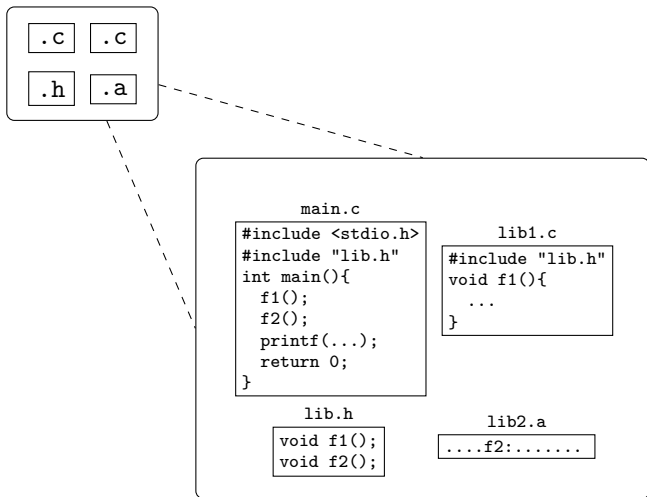 .c .c
.h .a
main.c
#include <stdio.h>
#include "lib.h"
int main(){
  f1();
  f2();
  printf(...);
  return 0;
}
lib1.c
#include "lib.h"
void f1(){
  ...
}
lib.h
void f1();
void f2();
lib2.a
....f2:.......